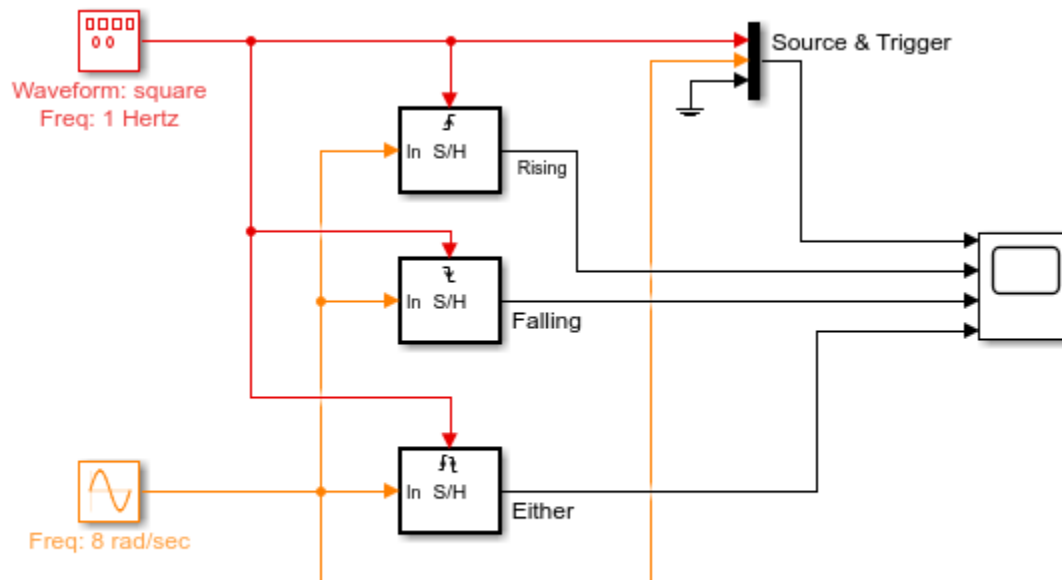 Source & Trigger
Waveform: square
Freq: 1 Hertz
In S/H
Rising
In S/H
Falling
In S/H
Either
Freq: 8 rad/sec